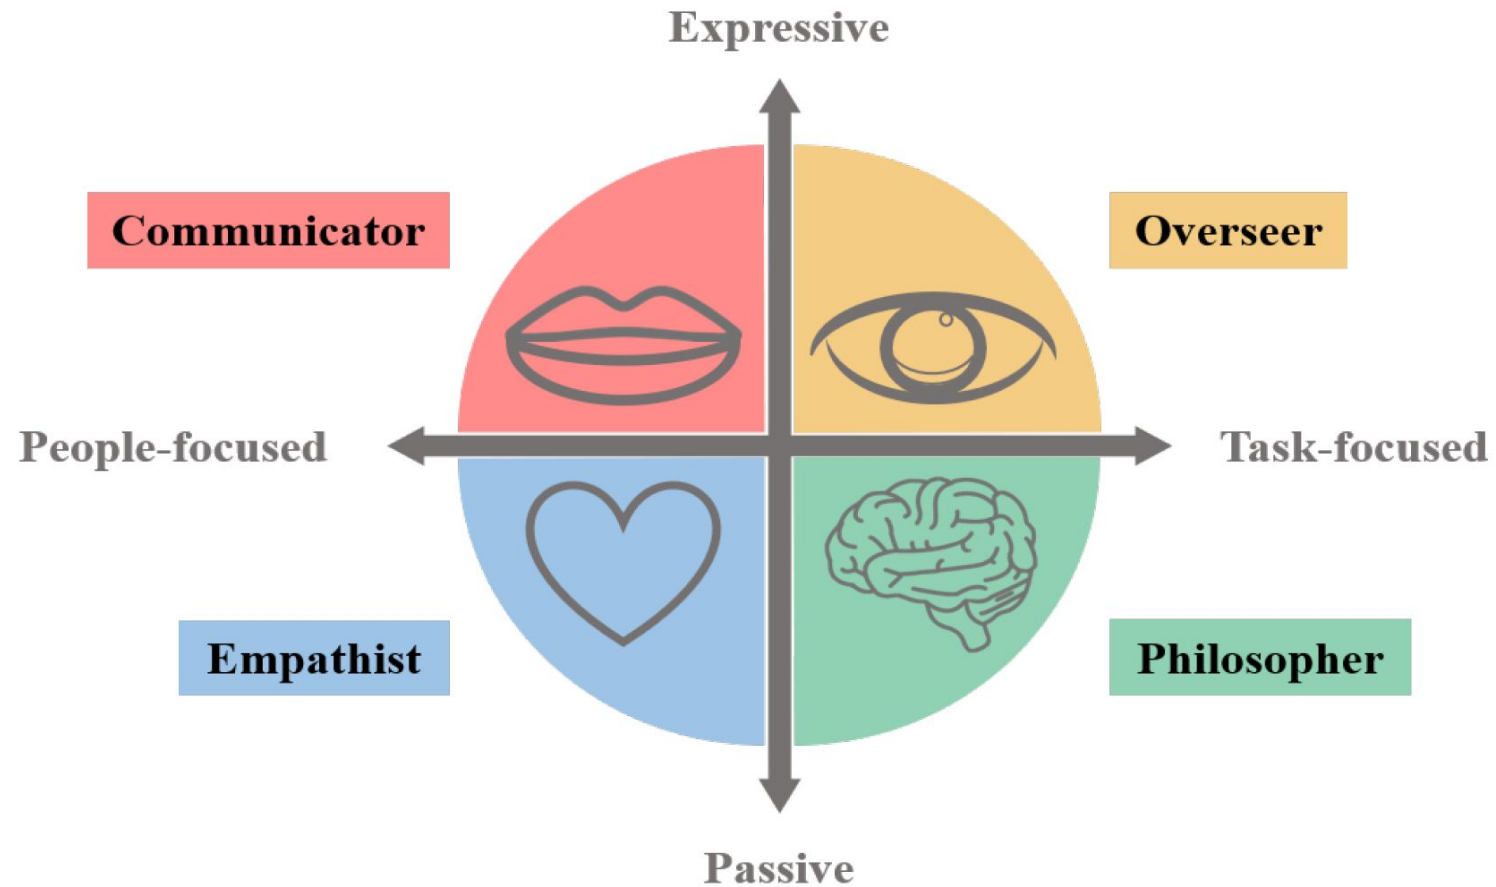 Expressive
Communicator
Overseer
People-focused
Task-focused
Empathist
Philosopher
Passive